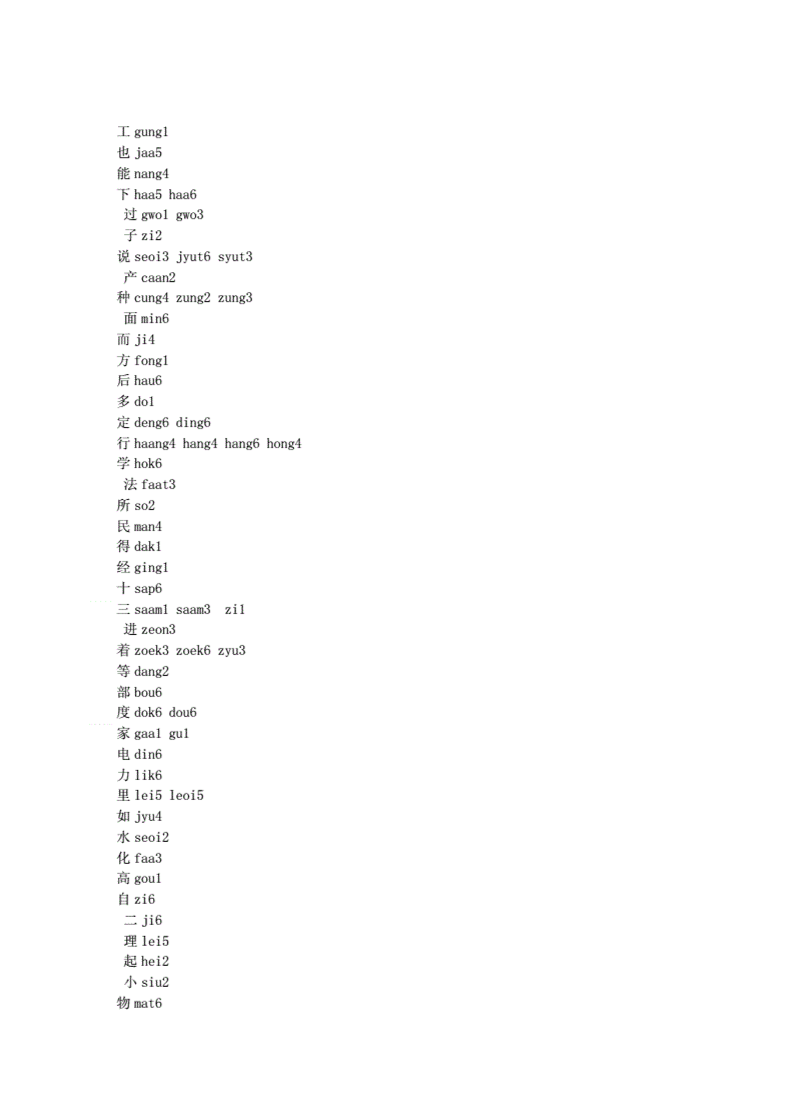 工 gung1
也 jaa5
能 nang4
下 haa5 haa6
过 gwo1 gwo3
子 zi2
说 seoi3 jyut6 syut3
产 caan2
种 cung4 zung2 zung3
面 min6
而 ji4
方 fong1
后 hau6
多 do1
定 deng6 ding6
行 haang4 hang4 hang6 hong4
学 hok6
法 faat3
所 so2
民 man4
得 dak1
经 ging1
十 sap6
三 saam1 saam3 zi1
进 zeon3
着 zoek3 zoek6 zyu3
等 dang2
部 bou6
度 dok6 dou6
家 gaa1 gu1
电 din6
力 lik6
里 lei5 leoi5
如 jyu4
水 seoi2
化 faa3
高 gou1
自 zi6
二 ji6
理 lei5
起 hei2
小 siu2
物 mat6